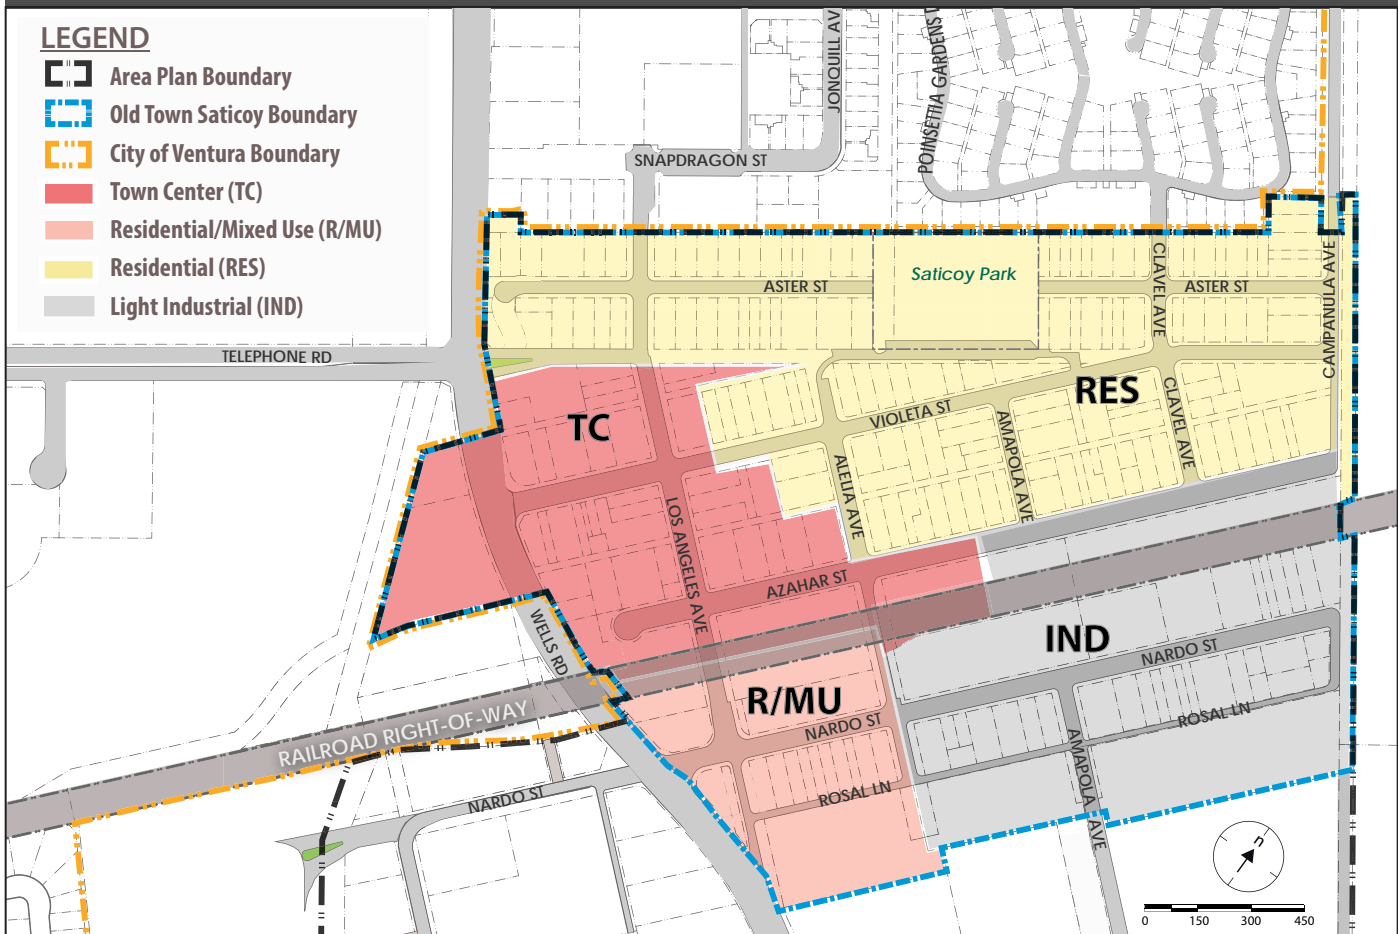 LEGEND
Area Plan Boundary
Old Town Saticoy Boundary
City of Ventura Boundary
Town Center (TC)
Residential/Mixed Use (R/MU)
Residential (RES)
Light Industrial (IND)
JONQUILL AV
POINSETTIA GARDENS
SNAPDRAGON ST
Saticoy Park
ASTER ST
CLAVEL AVE
ASTER ST
CAMPANULA AVE
TELEPHONE RD
RES
TC
VIOLETA ST
AMAPOLA AVE
CLAVEL AVE
ALELIA AVE
LOS ANGELES AVE
AZAHAR ST
WELLS RD
IND
NARDO ST
R/MU
RAILROAD RIGHT-OF-WAY
NARDO ST
ROSAL LN
AMAPOLA AVE
ROSAL LN
NARDO ST
n
0 150 300 450